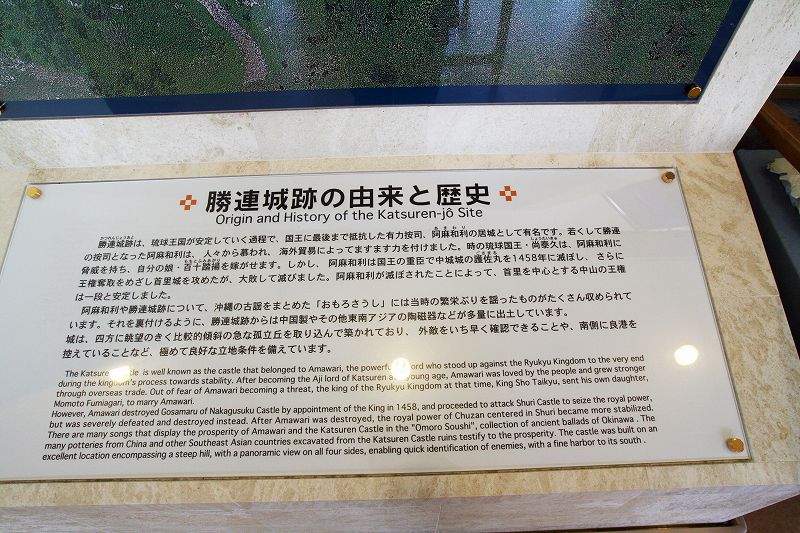 勝連城跡の由来と歴史
Origin and History of the Katsuren-jō Site
勝連城跡は、琉球王国が安定していく過程で、国王に最後まで抵抗した有力按司、阿麻和利の居城として有名です。若くして勝連
の按司となった阿麻和利は、人々から慕われ、海外貿易によってますます力を付けました。時の琉球国王・尚泰久は、阿麻和利に
脅威を持ち、自分の娘・百十踏揚を嫁がせます。しかし、阿麻和利は国王の重臣で中城城の護佐丸を1458年に滅ぼし、さらに
王権奪取をめざし首里城を攻めたが、大敗して滅びました。阿麻和利が滅ぼされたことによって、首里を中心とする中山の王権
は一段と安定しました。
阿麻和利や勝連城跡について、沖縄の古謡をまとめた「おもろさうし」には当時の繁栄ぶりを謡ったものがたくさん収められて
います。それを裏付けるように、勝連城跡からは中国製やその他東南アジアの陶磁器などが多量に出土しています。
城は、四方に眺望のきく比較的傾斜の急な孤立丘を取り込んで築かれており、外敵をいち早く確認できることや、南側に良港を
控えていることなど、極めて良好な立地条件を備えています。
The Katsuren is well known as the castle that belonged to Amawari, the powerful lord who stood up against the Ryukyu Kingdom to the very end
during the kingdom's process towards stability. After becoming the Aji lord of Katsuren at young age, Amawari was loved by the people and grew stronger
through overseas trade. Out of fear of Amawari becoming a threat, the king of the Ryukyu Kingdom at that time, King Sho Taikyu, sent his own daughter,
Momoto Fumiagari, to marry Amawari.
However, Amawari destroyed Gosamaru of Nakagusuku Castle by appointment of the King in 1458, and proceeded to attack Shuri Castle to seize the royal power,
but was severely defeated and destroyed instead. After Amawari was destroyed, the royal power of Chuzan centered in Shuri became more stabilized.
There are many songs that display the prosperity of Amawari and the Katsuren Castle in the "Omoro Soushi", collection of ancient ballads of Okinawa . The
many potteries from China and other Southeast Asian countries excavated from the Katsuren Castle ruins testify to the prosperity. The castle was built on an
excellent location encompassing a steep hill, with a panoramic view on all four sides, enabling quick identification of enemies, with a fine harbor to its south .